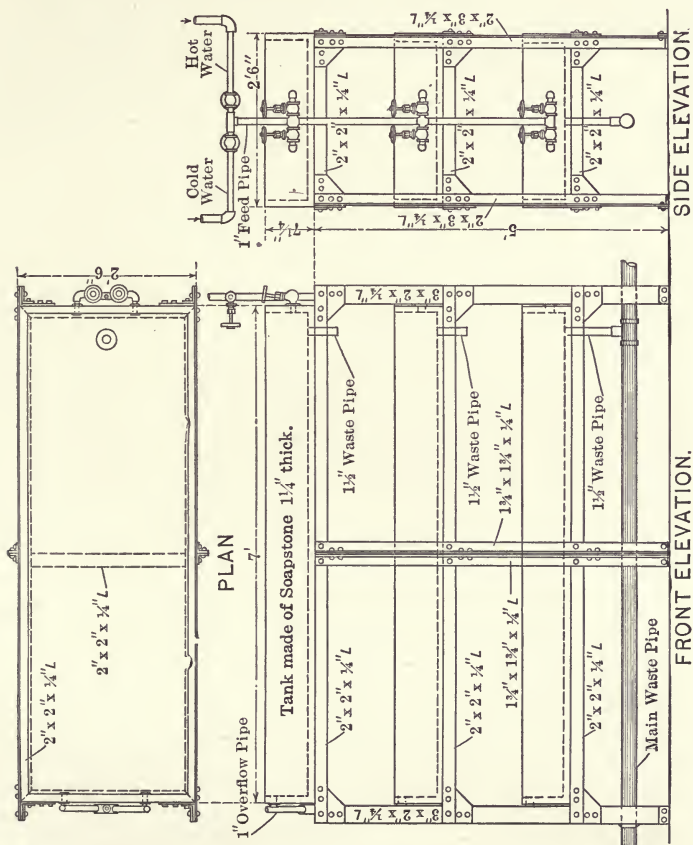 2' 6"
2" x 2" x ¼" L
2" x 2" x ¼" L
PLAN
7'
1" Overflow Pipe
Tank made of Soapstone 1¼" thick.
1½" Waste Pipe
3" x 2" x ¼" L
3" x 2" x ¼" L
2" x 2" x ¼" L
2" x 2" x ¼" L
1½" Waste Pipe
1¾" x 1¾" x ¼" L
1¾" x 1¾" x ¼" L
2" x 2" x ¼" L
1½" Waste Pipe
Main Waste Pipe
FRONT ELEVATION.
Cold
Water
Hot
Water
1" Feed Pipe
2' 6"
7¼"
5'
2" x 3" x ¼" L
2" x 3" x ¼" L
2" x 2" x ¼" L
2" x 2" x ¼" L
2" x 2" x ¼" L
SIDE ELEVATION